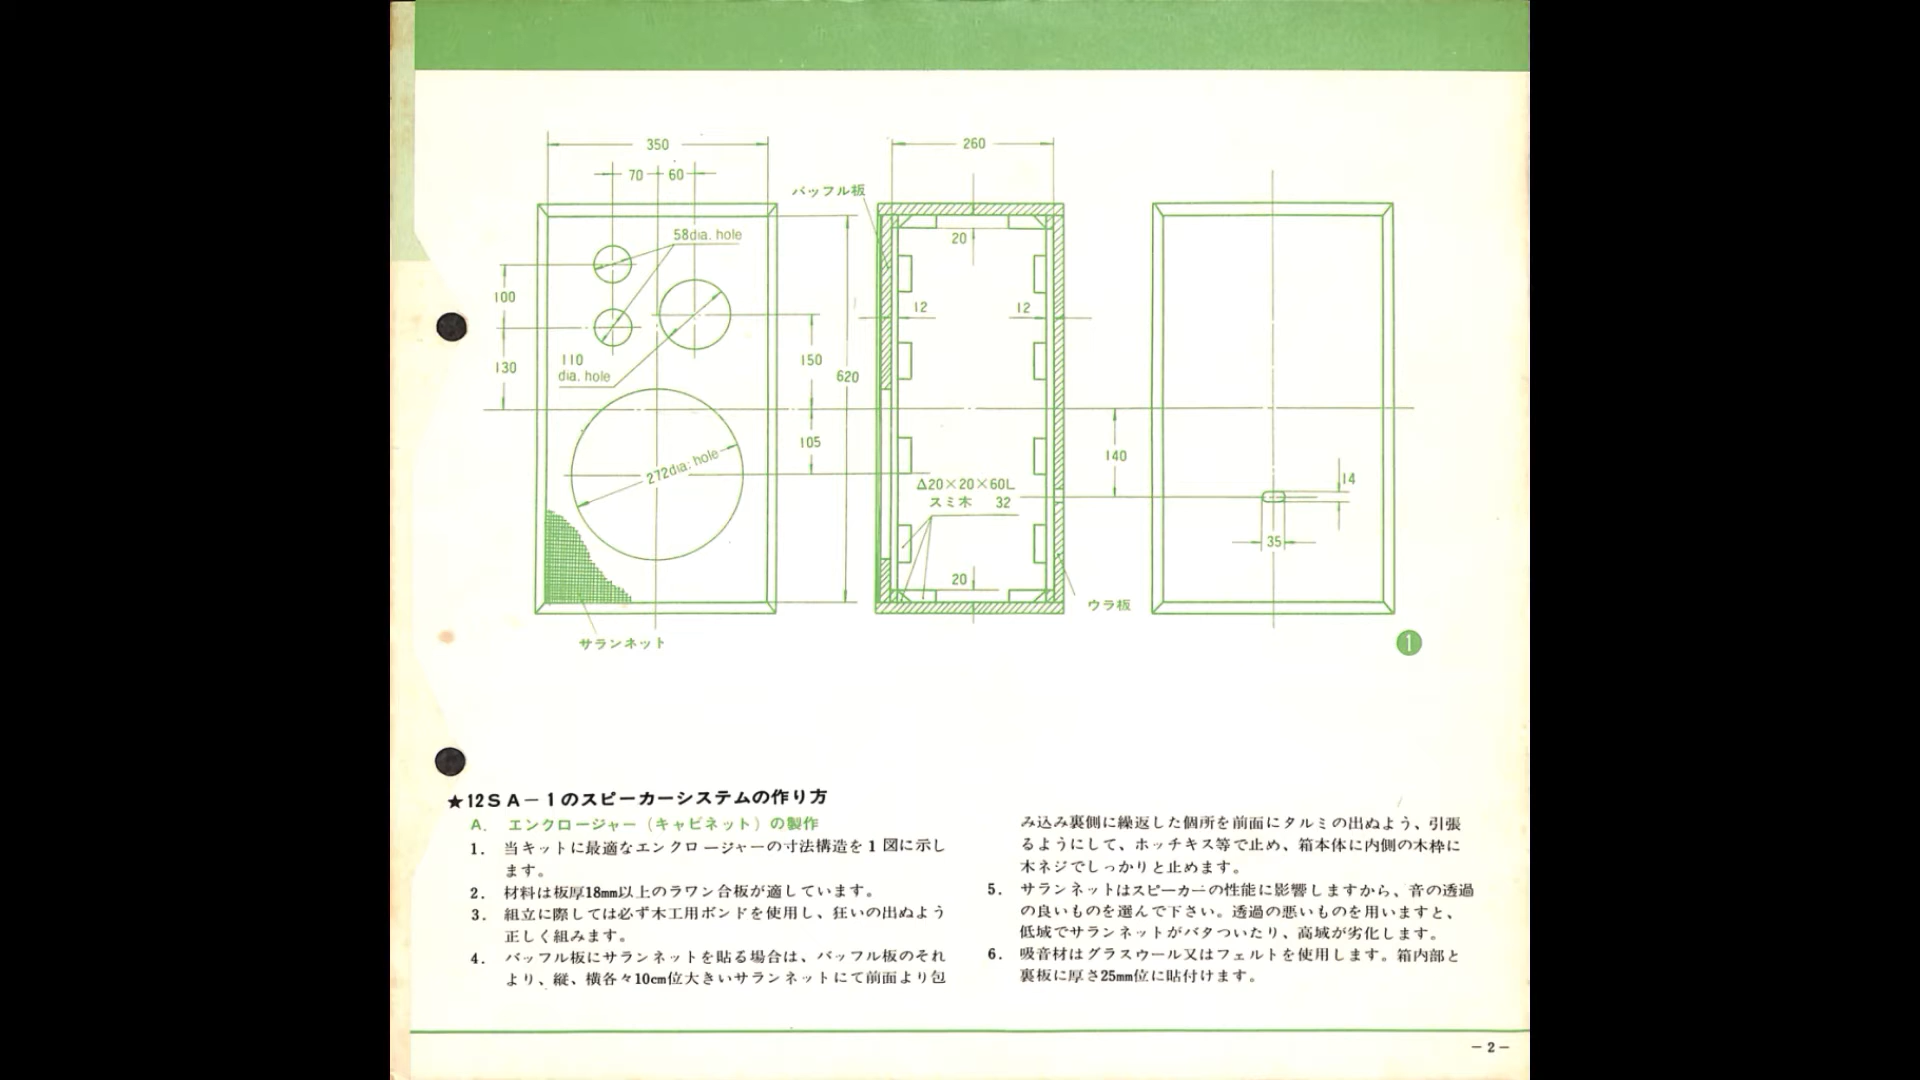 350
70
60
58dia. hole
100
130
110
dia. hole
150
620
105
272dia. hole
サランネット
バッフル板
260
20
12
12
Δ20×20×60L
スミ木 32
20
ウラ板
140
14
35
1
★12SA−1のスピーカーシステムの作り方
A. エンクロージャー（キャビネット）の製作
1. 当キットに最適なエンクロージャーの寸法構造を1図に示し
ます。
2. 材料は板厚18mm以上のラワン合板が適しています。
3. 組立に際しては必ず木工用ボンドを使用し、狂いの出ぬよう
正しく組みます。
4. バッフル板にサランネットを貼る場合は、バッフル板のそれ
より、縦、横各々10cm位大きいサランネットにて前面より包
み込み裏側に繰返した個所を前面にタルミの出ぬよう、引張
るようにして、ホッチキス等で止め、箱本体に内側の木枠に
木ネジでしっかりと止めます。
5. サランネットはスピーカーの性能に影響しますから、音の透過
の良いものを選んで下さい。透過の悪いものを用いますと、
低域でサランネットがバタついたり、高域が劣化します。
6. 吸音材はグラスウール又はフェルトを使用します。箱内部と
裏板に厚さ25mm位に貼付けます。
−2−